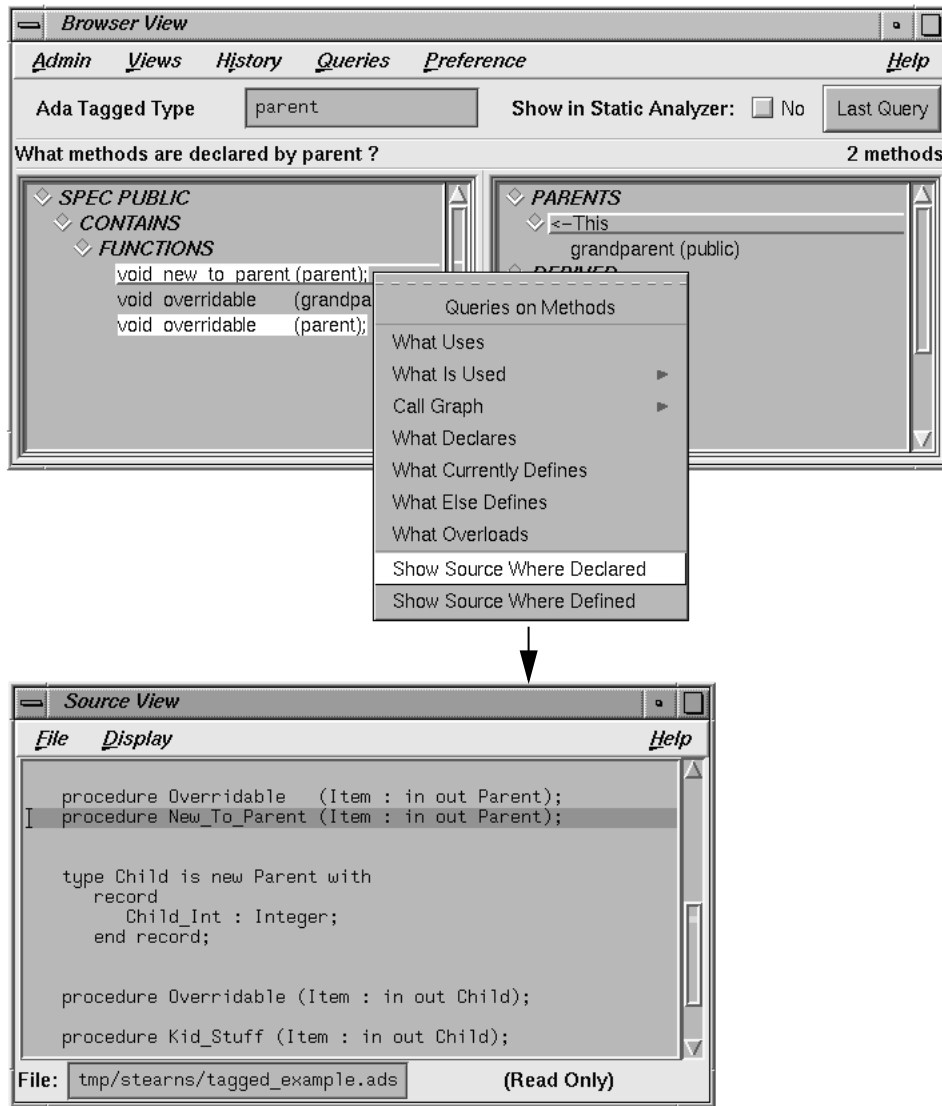 Browser View
Admin Views History Queries Preference Help
Ada Tagged Type parent Show in Static Analyzer: No Last Query
What methods are declared by parent ? 2 methods
SPEC PUBLIC
CONTAINS
FUNCTIONS
void new_to_parent (parent);
void overridable (grandpa
void overridable (parent);
PARENTS
<–This
grandparent (public)
DERIVED
Queries on Methods
What Uses
What Is Used
Call Graph
What Declares
What Currently Defines
What Else Defines
What Overloads
Show Source Where Declared
Show Source Where Defined
Source View
File Display Help
procedure Overridable (Item : in out Parent);
procedure New_To_Parent (Item : in out Parent);
type Child is new Parent with
record
Child_Int : Integer;
end record;
procedure Overridable (Item : in out Child);
procedure Kid_Stuff (Item : in out Child);
File: tmp/stearns/tagged_example.ads (Read Only)